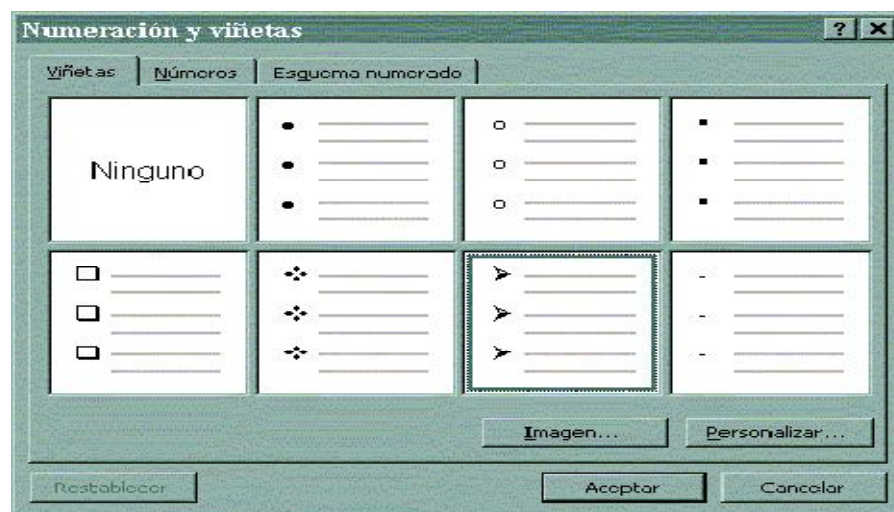 Numeración y viñetas
Viñetas Números Esquema numerado
Ninguno
Imagen... Personalizar...
Restablecer Aceptar Cancelar